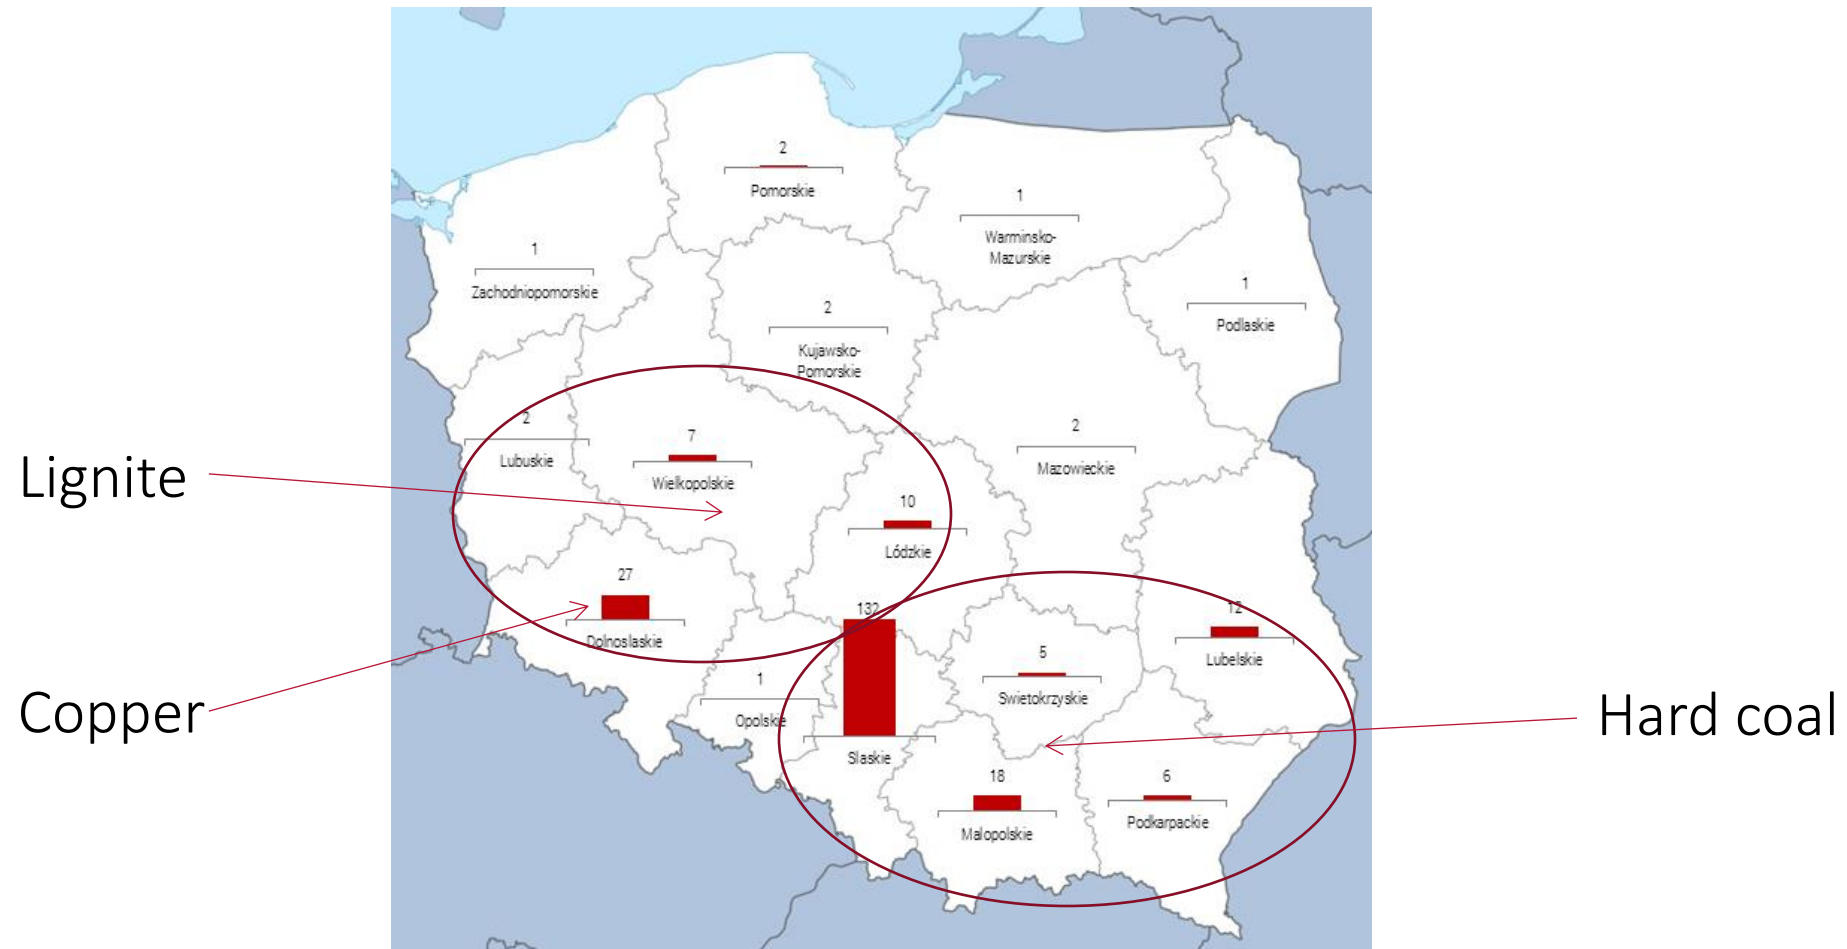 2
Pomorskie
1
Warminsko-
Mazurskie
1
Zachodniopomorskie
1
Podlaskie
2
Kujawsko-
Pomorskie
2
Lubuskie
7
Wielkopolskie
2
Mazowieckie
Lignite
10
Lódzkie
27
Dolnoslaskie
132
Slaskie
12
Lubelskie
5
Swietokrzyskie
1
Opolskie
Copper
Hard coal
18
Malopolskie
6
Podkarpackie